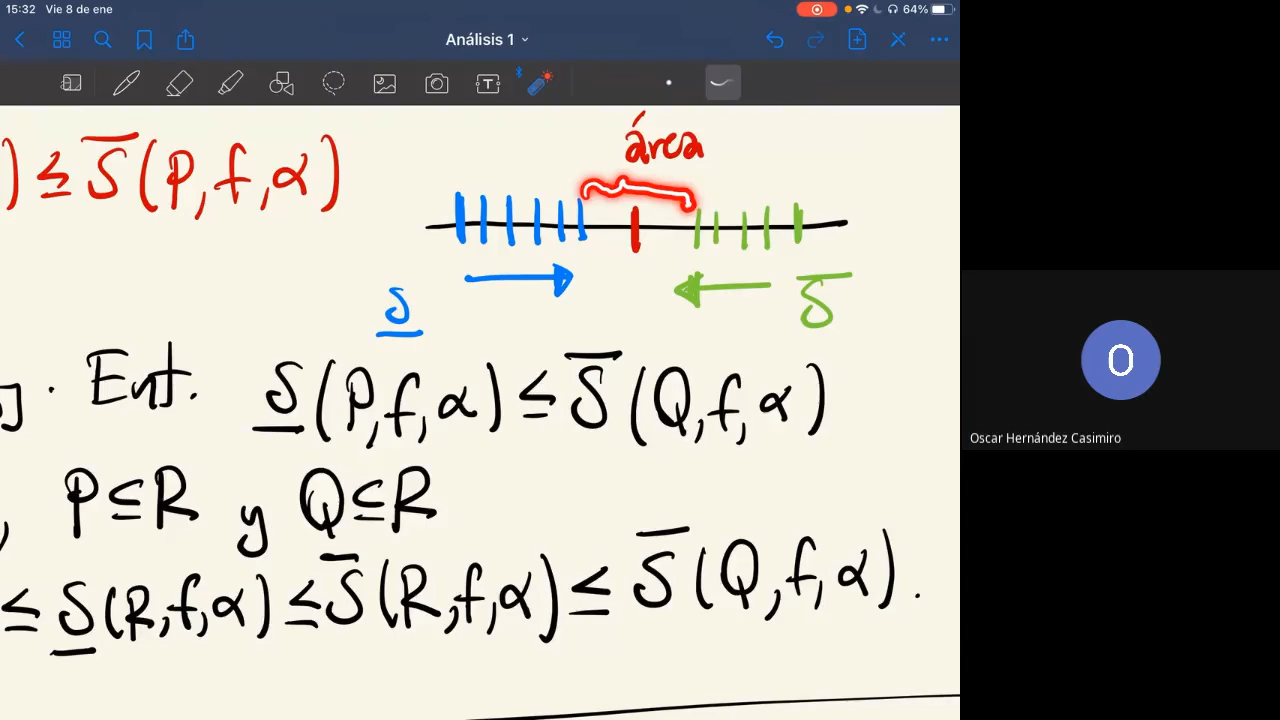 15:32 Vie 8 de ene
64%
Análisis 1
T
área
) ≤ S̅(P,f,α)
S̲
S̅
] . Ent. S̲(P,f,α) ≤ S̅(Q,f,α)
, P⊆R y Q⊆R
≤ S̲(R,f,α) ≤ S̅(R,f,α) ≤ S̅(Q,f,α).
O
Oscar Hernández Casimiro